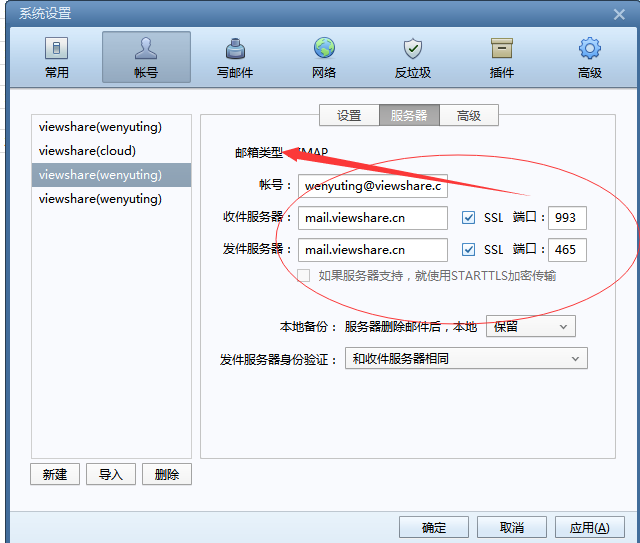 系统设置
常用 帐号 写邮件 网络 反垃圾 插件 高级
设置 服务器 高级
viewshare(wenyuting)
viewshare(cloud)
viewshare(wenyuting)
viewshare(wenyuting)
邮箱类型 IMAP
帐号： wenyuting@viewshare.c
收件服务器： mail.viewshare.cn SSL 端口： 993
发件服务器： mail.viewshare.cn SSL 端口： 465
如果服务器支持，就使用STARTTLS加密传输
本地备份： 服务器删除邮件后，本地 保留
发件服务器身份验证： 和收件服务器相同
新建 导入 删除
确定 取消 应用(A)